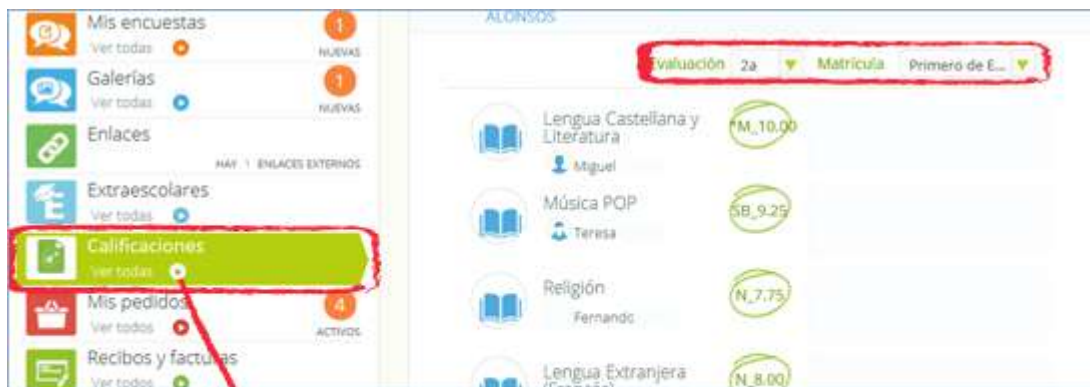 Mis encuestas
Ver todas
1
NUEVAS
Galerías
Ver todas
1
NUEVAS
Enlaces
HAY 1 ENLACES EXTERNOS
Extraescolares
Ver todas
Calificaciones
Ver todas
Mis pedidos
Ver todos
4
ACTIVOS
Recibos y facturas
Ver todos
ALONSOS
Evaluación 2a Matrícula Primero de E...
Lengua Castellana y
Literatura
*M_10.00
Miguel
Música POP
SB_9.25
Teresa
Religión
N_7.75
Fernando
Lengua Extranjera
(Francés)
N_8.00